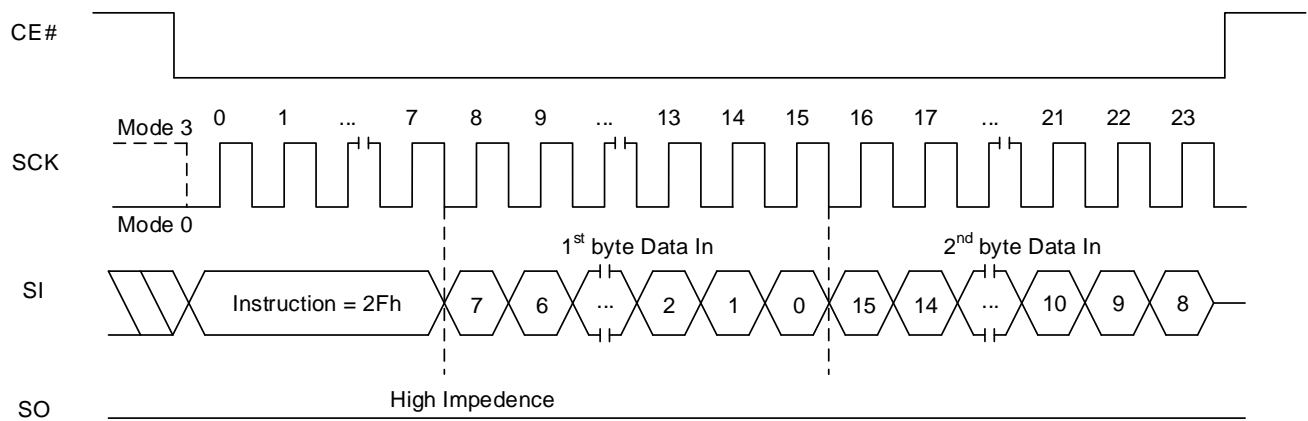 CE#
Mode 3 0 1 ... 7 8 9 ... 13 14 15 16 17 ... 21 22 23
SCK
Mode 0
1st byte Data In 2nd byte Data In
SI Instruction = 2Fh 7 6 ... 2 1 0 15 14 ... 10 9 8
High Impedence
SO